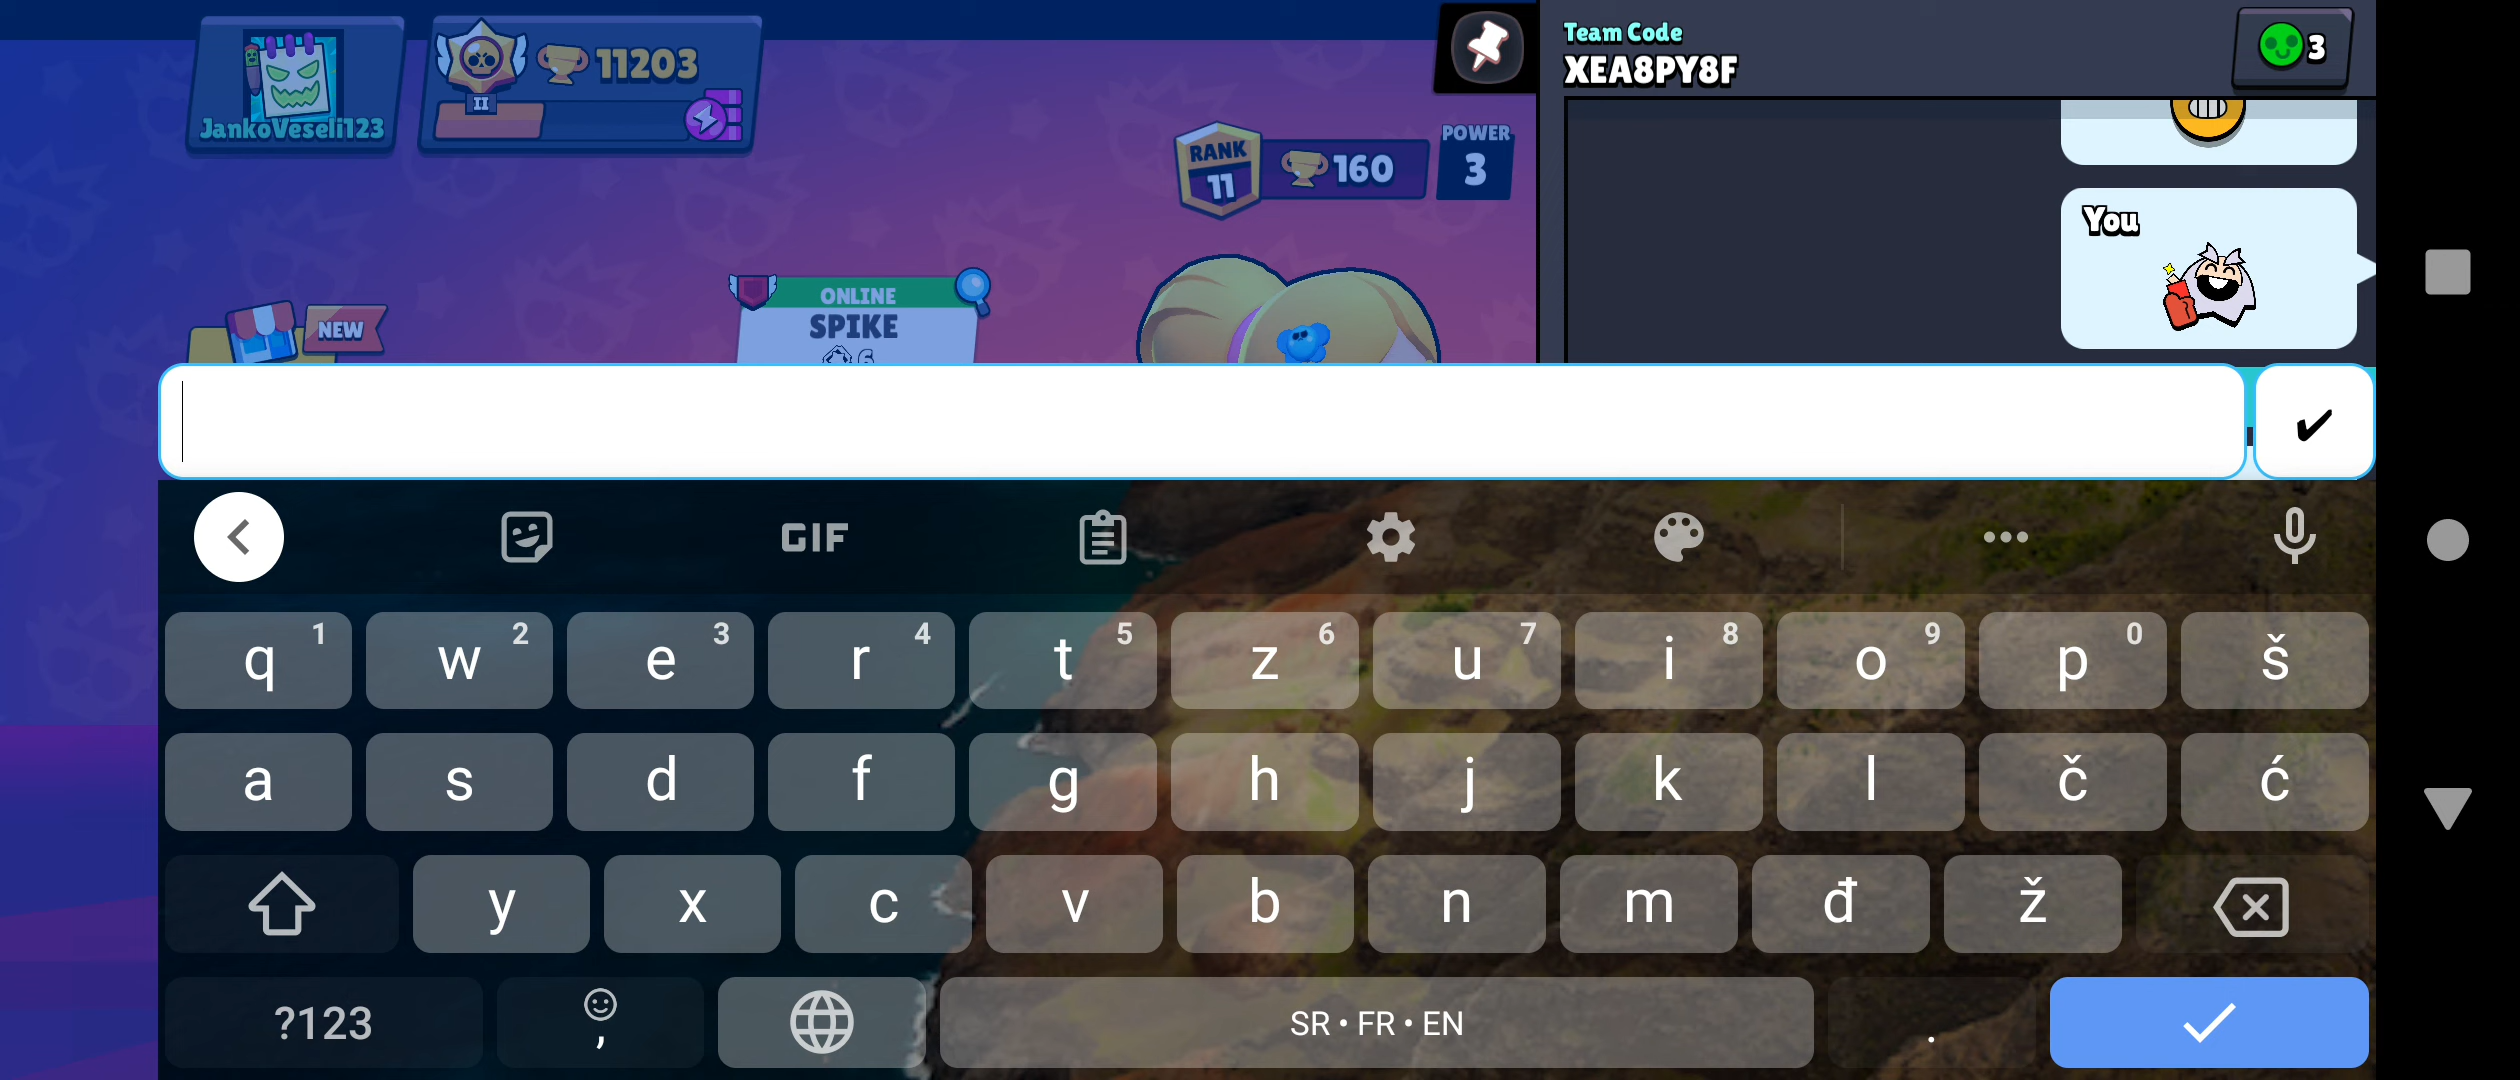 JankoVeseli123
II
11203
Team Code
XEA8PY8F
3
RANK
11
160
POWER
3
You
NEW
ONLINE
SPIKE
6
GIF
q 1 w 2 e 3 r 4 t 5 z 6 u 7 i 8 o 9 p 0 š
a s d f g h j k l č ć
y x c v b n m đ ž
?123 , SR • FR • EN .